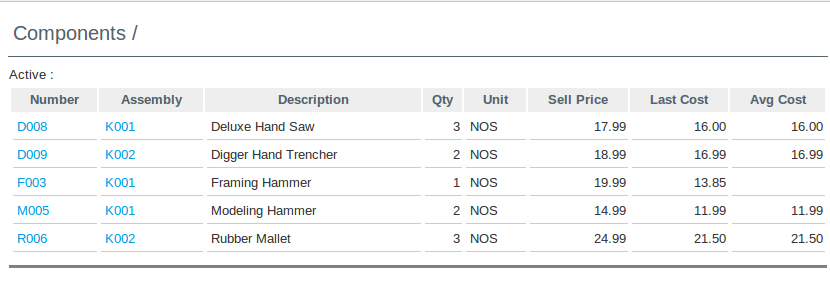 Components /
Active :
Number Assembly Description Qty Unit Sell Price Last Cost Avg Cost
D008 K001 Deluxe Hand Saw 3 NOS 17.99 16.00 16.00
D009 K002 Digger Hand Trencher 2 NOS 18.99 16.99 16.99
F003 K001 Framing Hammer 1 NOS 19.99 13.85
M005 K001 Modeling Hammer 2 NOS 14.99 11.99 11.99
R006 K002 Rubber Mallet 3 NOS 24.99 21.50 21.50